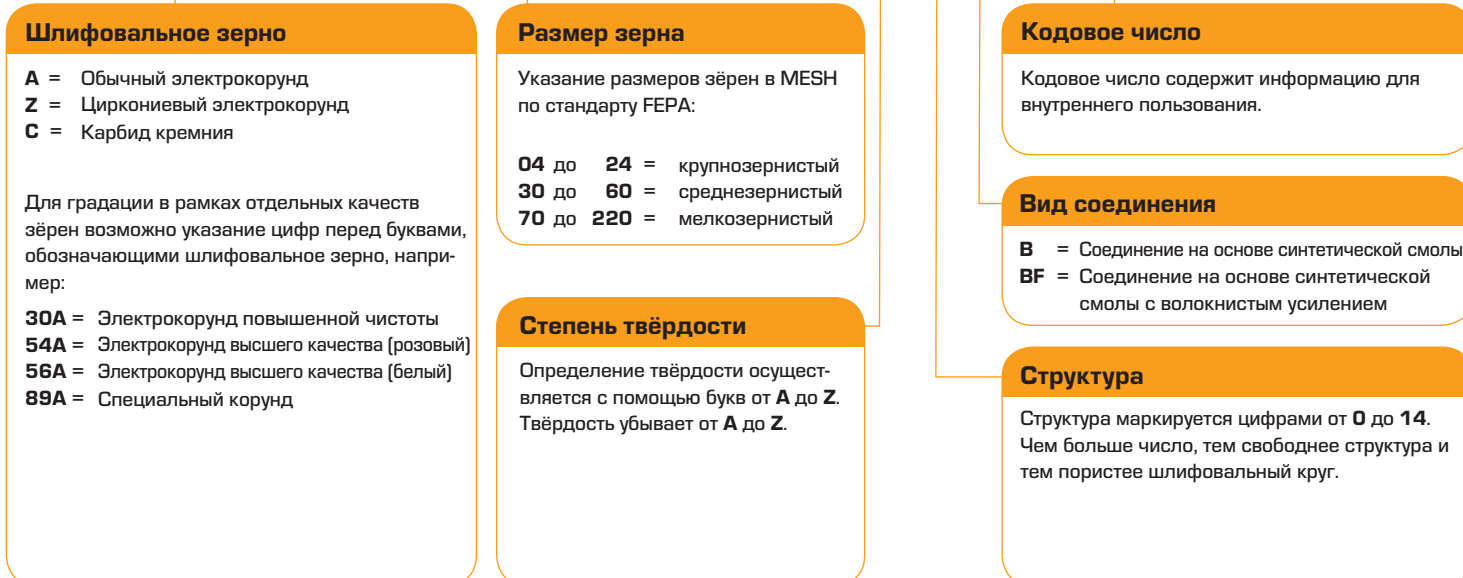 Шлифовальное зерно
A = Обычный электрокорунд
Z = Циркониевый электрокорунд
C = Карбид кремния
Для градации в рамках отдельных качеств
зёрен возможно указание цифр перед буквами,
обозначающими шлифовальное зерно, напри-
мер:
30A = Электрокорунд повышенной чистоты
54A = Электрокорунд высшего качества (розовый)
56A = Электрокорунд высшего качества (белый)
89A = Специальный корунд
Размер зерна
Указание размеров зёрен в MESH
по стандарту FEPA:
04 до 24 = крупнозернистый
30 до 60 = среднезернистый
70 до 220 = мелкозернистый
Степень твёрдости
Определение твёрдости осущест-
вляется с помощью букв от A до Z.
Твёрдость убывает от A до Z.
Кодовое число
Кодовое число содержит информацию для
внутреннего пользования.
Вид соединения
B = Соединение на основе синтетической смолы
BF = Соединение на основе синтетической
смолы с волокнистым усилением
Структура
Структура маркируется цифрами от 0 до 14.
Чем больше число, тем свободнее структура и
тем пористее шлифовальный круг.